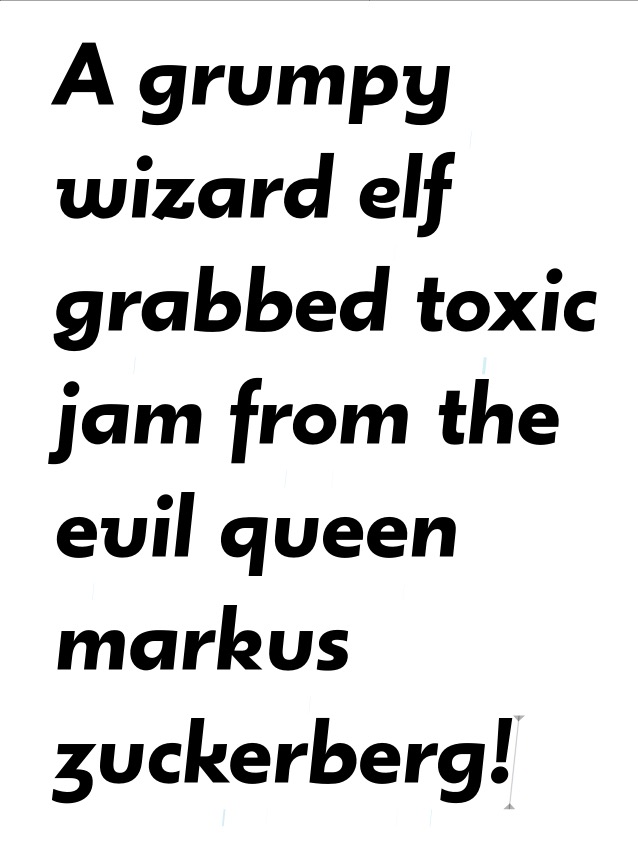 A grumpy
wizard elf
grabbed toxic
jam from the
evil queen
markus
zuckerberg!